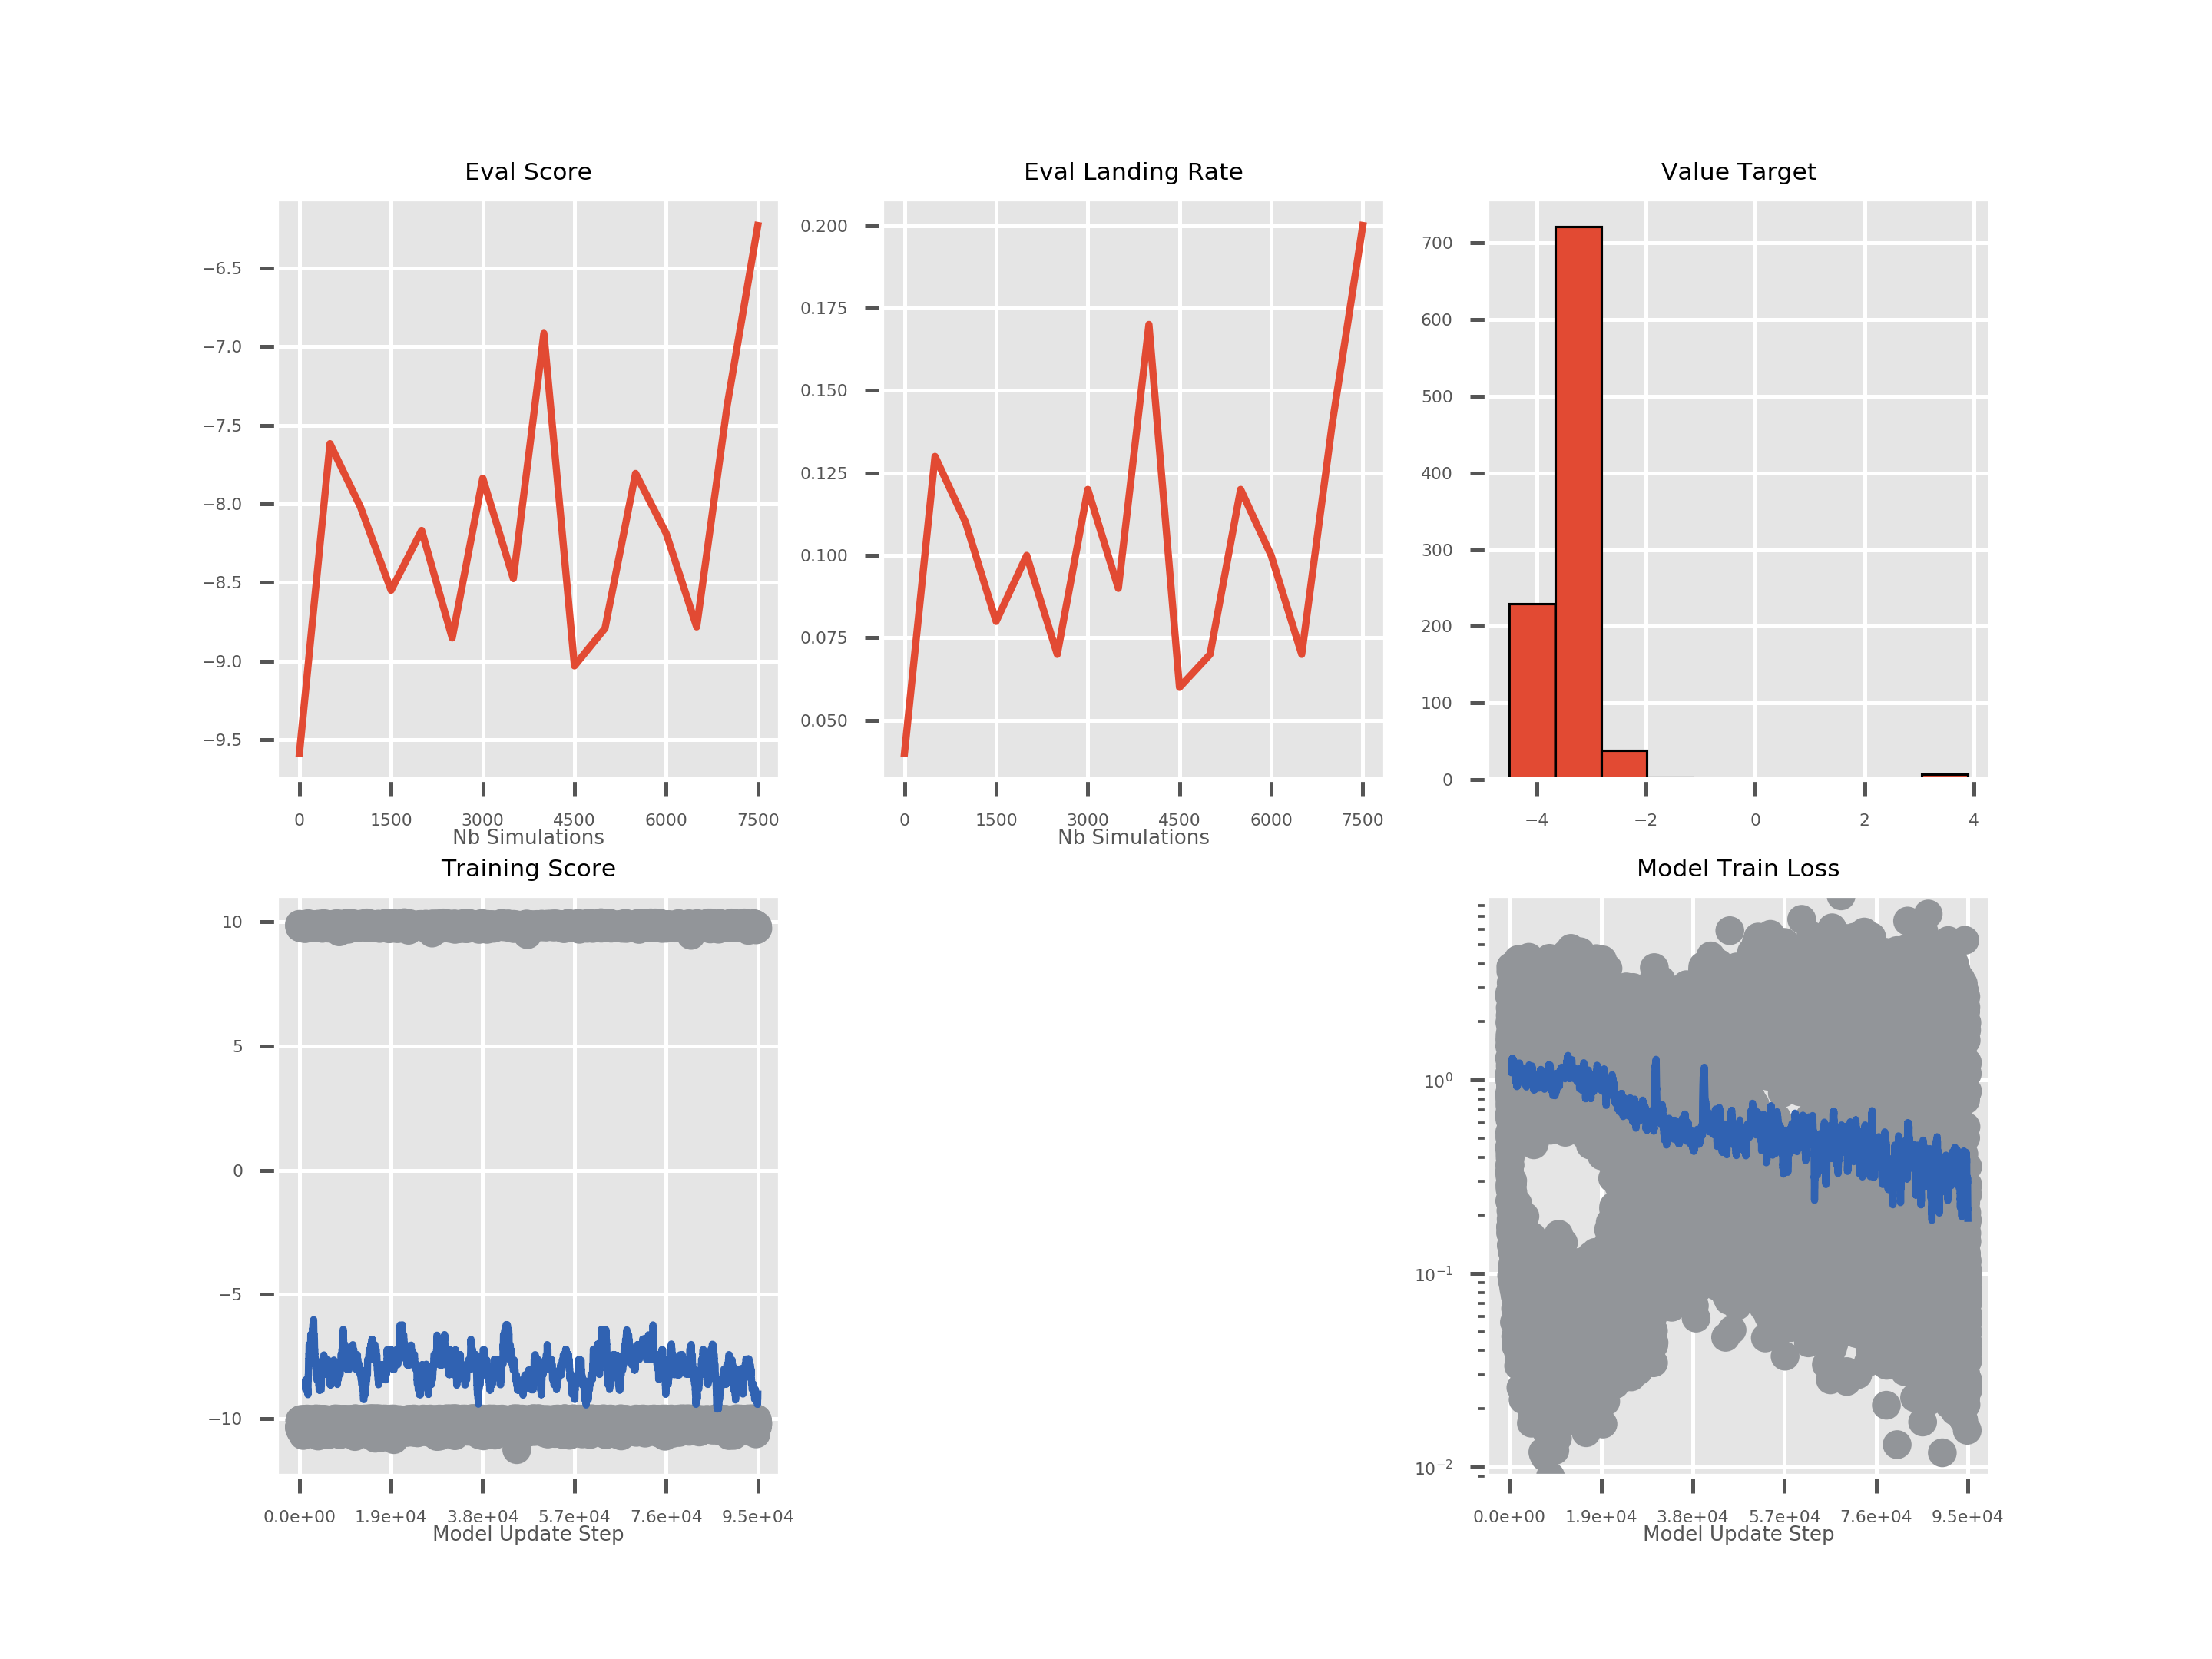 Eval Score
−6.5
−7.0
−7.5
−8.0
−8.5
−9.0
−9.5
0 1500 3000 4500 6000 7500
Nb Simulations
Eval Landing Rate
0.200
0.175
0.150
0.125
0.100
0.075
0.050
0 1500 3000 4500 6000 7500
Nb Simulations
Value Target
700
600
500
400
300
200
100
0
−4 −2 0 2 4
Training Score
10
5
0
−5
−10
0.0e+00 1.9e+04 3.8e+04 5.7e+04 7.6e+04 9.5e+04
Model Update Step
Model Train Loss
10⁰
10⁻¹
10⁻²
0.0e+00 1.9e+04 3.8e+04 5.7e+04 7.6e+04 9.5e+04
Model Update Step